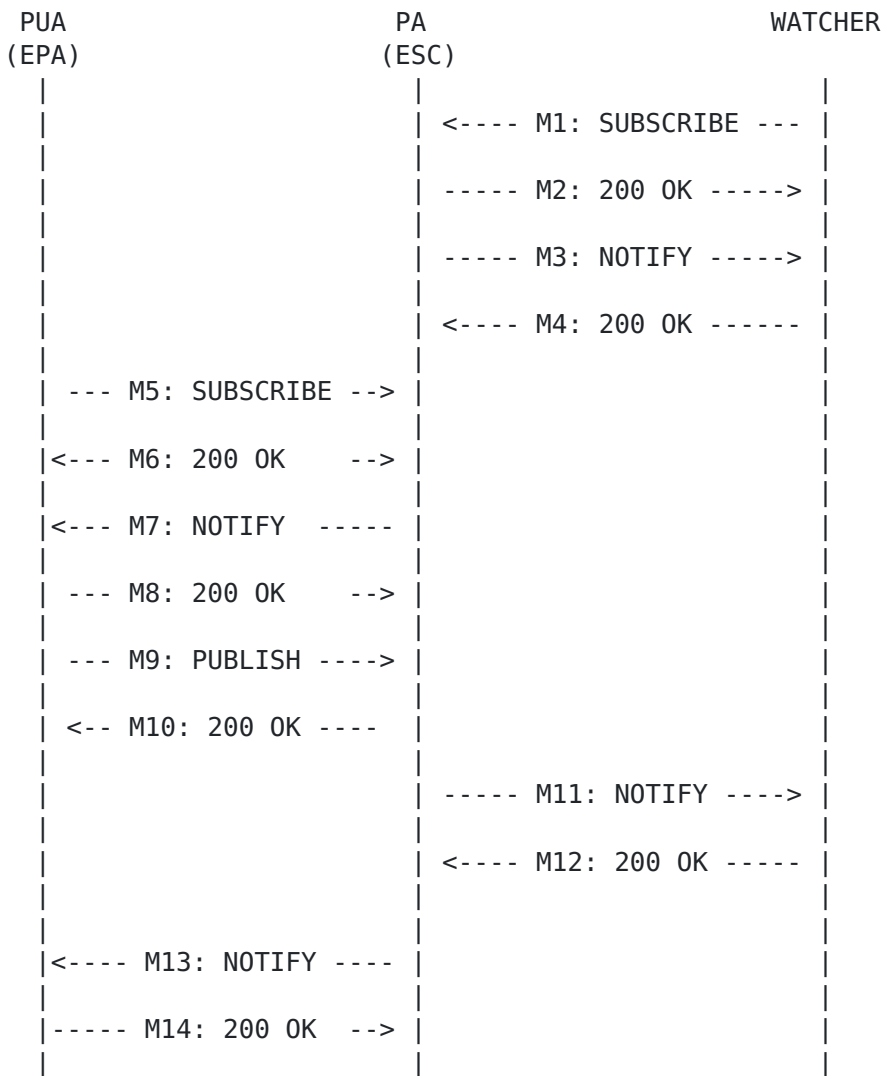 PUA PA WATCHER
(EPA) (ESC)
<---- M1: SUBSCRIBE ---
----- M2: 200 OK ----->
----- M3: NOTIFY ----->
<---- M4: 200 OK ------
--- M5: SUBSCRIBE -->
<--- M6: 200 OK -->
<--- M7: NOTIFY -----
--- M8: 200 OK -->
--- M9: PUBLISH ---->
<-- M10: 200 OK ----
----- M11: NOTIFY ---->
<---- M12: 200 OK -----
<---- M13: NOTIFY ----
----- M14: 200 OK -->